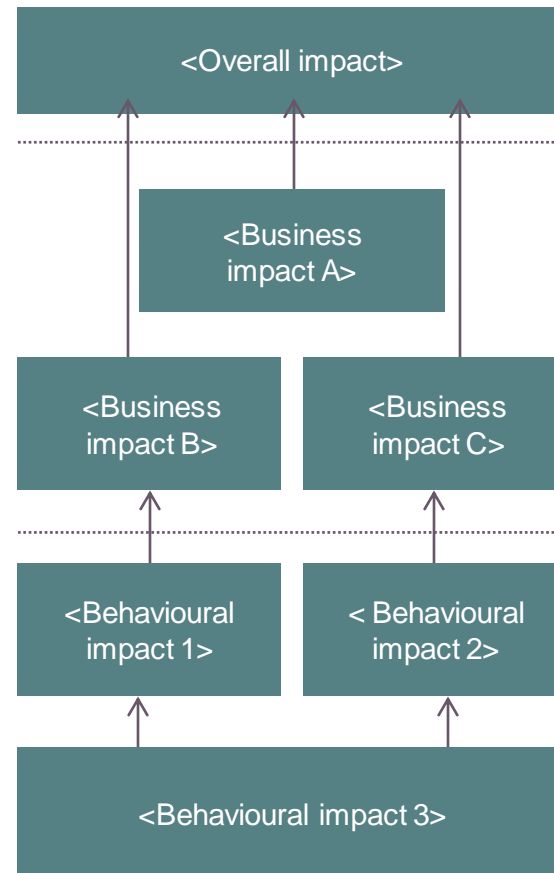 <Overall impact>
<Business
impact A>
<Business
impact B>
<Business
impact C>
<Behavioural
impact 1>
< Behavioural
impact 2>
<Behavioural impact 3>